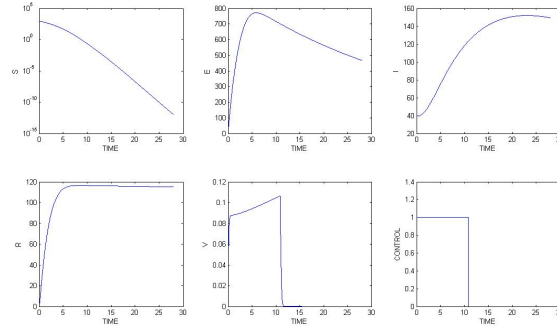 S
10^5
10^0
10^-5
10^-10
10^-15
0 5 10 15 20 25 30
TIME
E
800
700
600
500
400
300
200
100
0
0 5 10 15 20 25 30
TIME
I
160
140
120
100
80
60
40
20
0 5 10 15 20 25
TIME
R
120
100
80
60
40
20
0
0 5 10 15 20 25 30
TIME
V
0.12
0.1
0.08
0.06
0.04
0.02
0
0 5 10 15 20 25 30
TIME
CONTROL
1.4
1.2
1
0.8
0.6
0.4
0.2
0
0 5 10 15 20 25
TIME